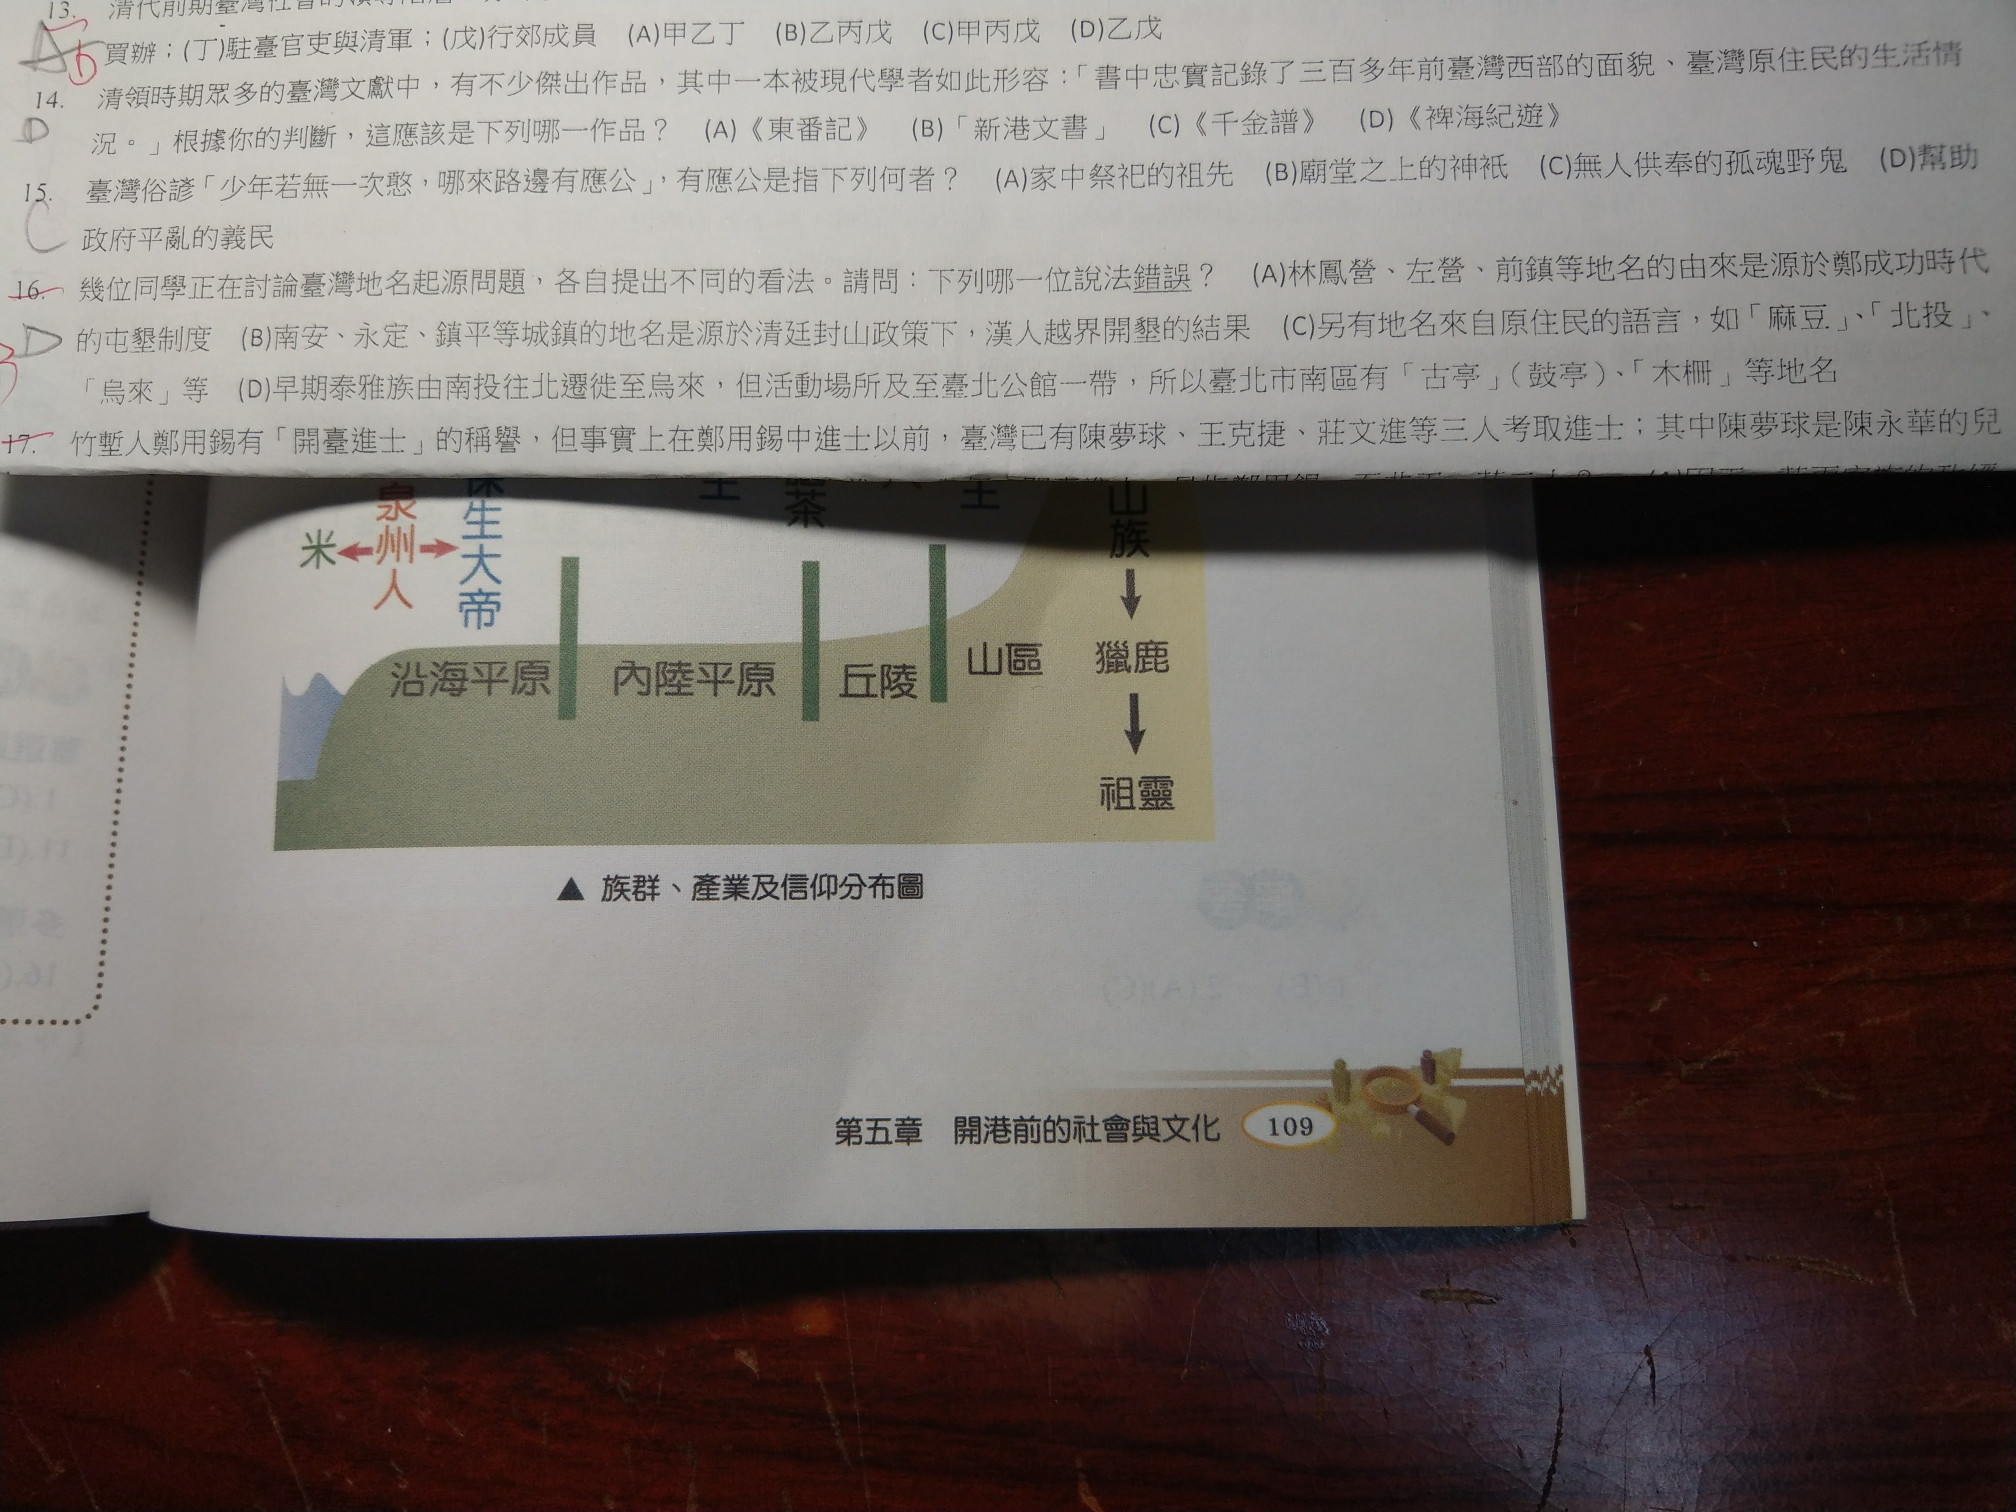 13. 清代前期臺灣社會的領導階層
買辦；(丁)駐臺官吏與清軍；(戊)行郊成員 (A)甲乙丁 (B)乙丙戊 (C)甲丙戊 (D)乙戊
14. 清領時期眾多的臺灣文獻中，有不少傑出作品，其中一本被現代學者如此形容：「書中忠實記錄了三百多年前臺灣西部的面貌、臺灣原住民的生活情
D 況。」根據你的判斷，這應該是下列哪一作品？ (A)《東番記》 (B)「新港文書」 (C)《千金譜》 (D)《裨海紀遊》
15. 臺灣俗諺「少年若無一次憨，哪來路邊有應公」，有應公是指下列何者？ (A)家中祭祀的祖先 (B)廟堂之上的神祇 (C)無人供奉的孤魂野鬼 (D)幫助
C 政府平亂的義民
16. 幾位同學正在討論臺灣地名起源問題，各自提出不同的看法。請問：下列哪一位說法錯誤？ (A)林鳳營、左營、前鎮等地名的由來是源於鄭成功時代
D 的屯墾制度 (B)南安、永定、鎮平等城鎮的地名是源於清廷封山政策下，漢人越界開墾的結果 (C)另有地名來自原住民的語言，如「麻豆」、「北投」、
「烏來」等 (D)早期泰雅族由南投往北遷徙至烏來，但活動場所及至臺北公館一帶，所以臺北市南區有「古亭」（鼓亭）、「木柵」等地名
17. 竹塹人鄭用錫有「開臺進士」的稱譽，但事實上在鄭用錫中進士以前，臺灣已有陳夢球、王克捷、莊文進等三人考取進士；其中陳夢球是陳永華的兒
米
泉州人
保生大帝
茶
山族
獵鹿
祖靈
沿海平原
內陸平原
丘陵
山區
▲ 族群、產業及信仰分布圖
第五章 開港前的社會與文化 109